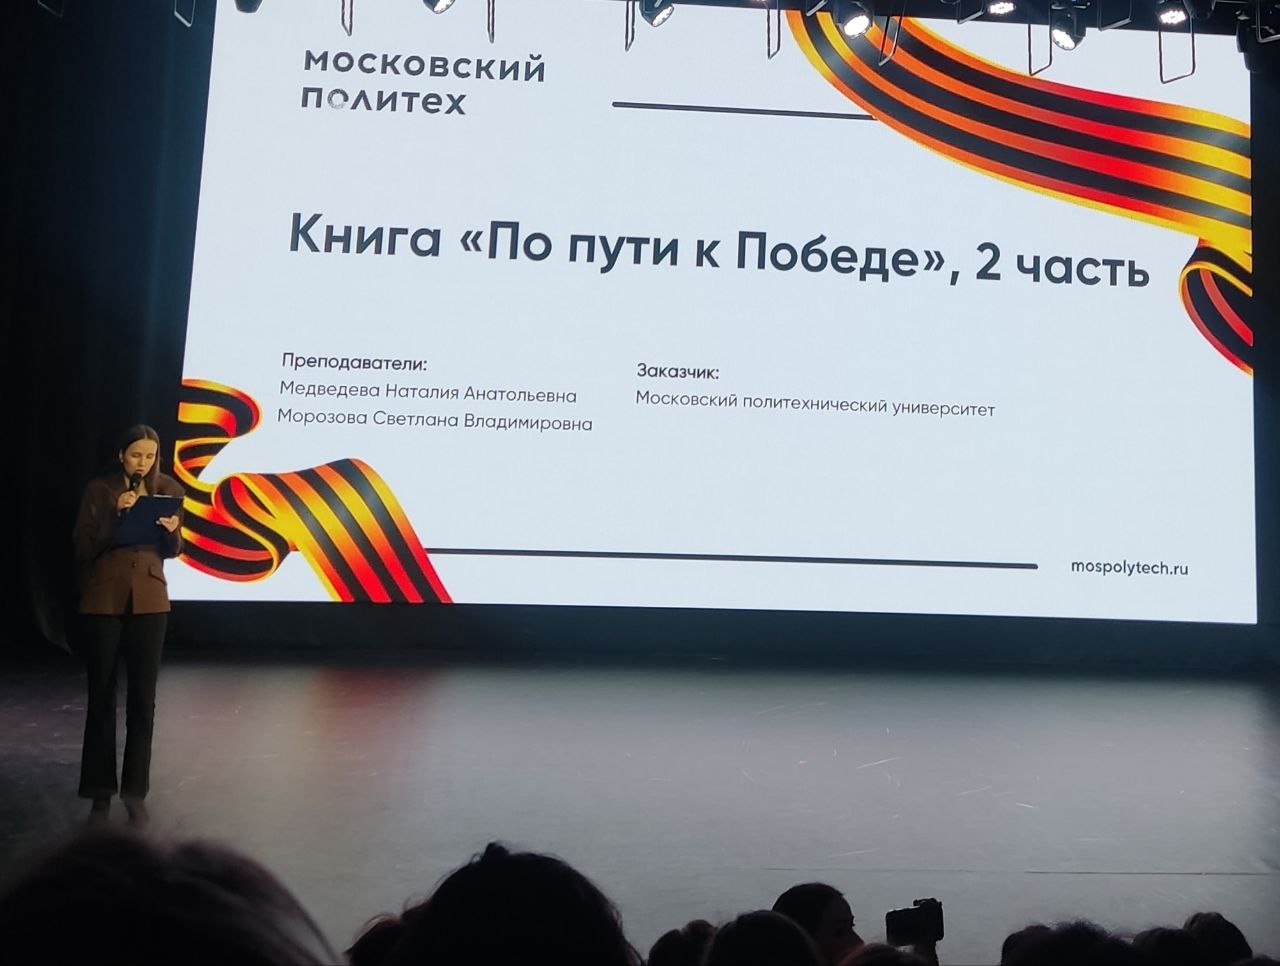 московский
политех
Книга «По пути к Победе», 2 часть
Преподаватели:
Медведева Наталия Анатольевна
Морозова Светлана Владимировна
Заказчик:
Московский политехнический университет
mospolytech.ru